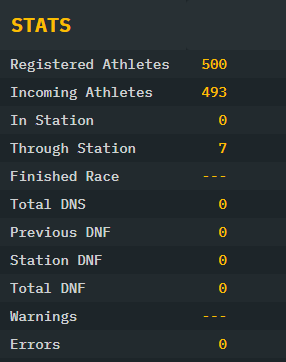 STATS
Registered Athletes 500
Incoming Athletes 493
In Station 0
Through Station 7
Finished Race ---
Total DNS 0
Previous DNF 0
Station DNF 0
Total DNF 0
Warnings ---
Errors 0